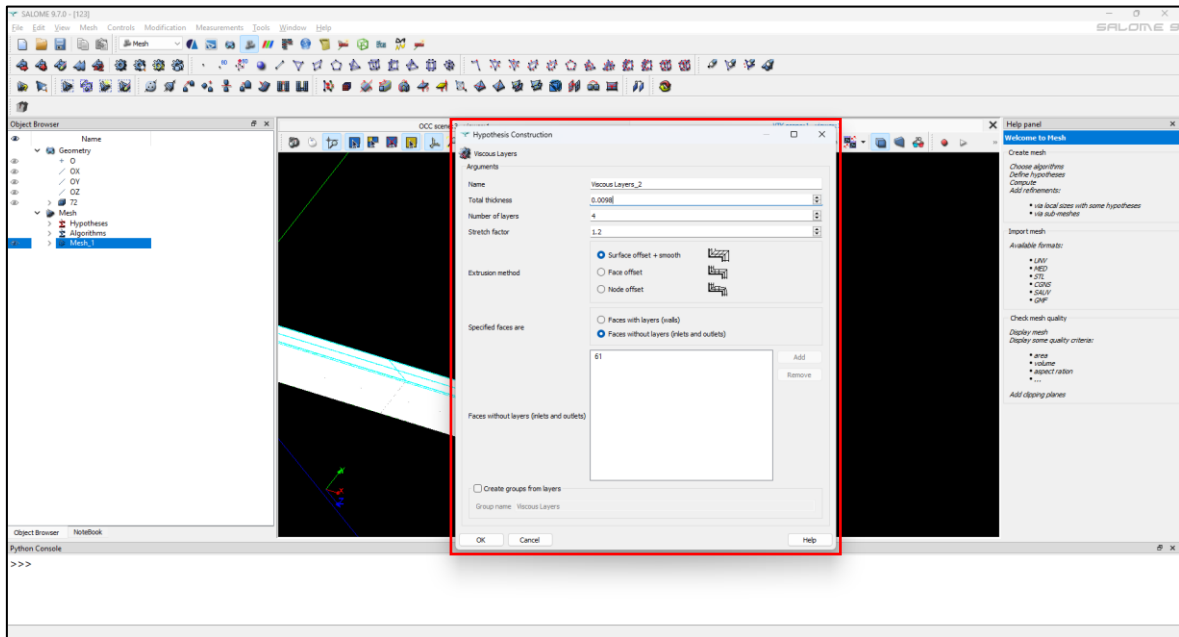 SALOME 9.7.0 - [123]
File Edit View Mesh Controls Modification Measurements Tools Window Help
SALOME 9
Mesh
Object Browser
Name
Geometry
O
OX
OY
OZ
72
Mesh
Hypotheses
Algorithms
Mesh_1
Object Browser NoteBook
Hypothesis Construction
Viscous Layers
Arguments
Name Viscous Layers_2
Total thickness 0.0098
Number of layers 4
Stretch factor 1.2
Extrusion method
Surface offset + smooth
Face offset
Node offset
Specified faces are
Faces with layers (walls)
Faces without layers (inlets and outlets)
Faces without layers (inlets and outlets)
61
Add
Remove
Create groups from layers
Group name Viscous Layers
OK Cancel Help
Help panel
Welcome to Mesh
Create mesh
Choose algorithms
Define hypotheses
Compute
Add refinements:
• via local sizes with some hypotheses
• via sub-meshes
Import mesh
Available formats:
• UNV
• MED
• STL
• CGNS
• SAUV
• GMF
Check mesh quality
Display mesh
Display some quality criteria:
• area
• volume
• aspect ration
• ...
Add clipping planes
Python Console
>>>